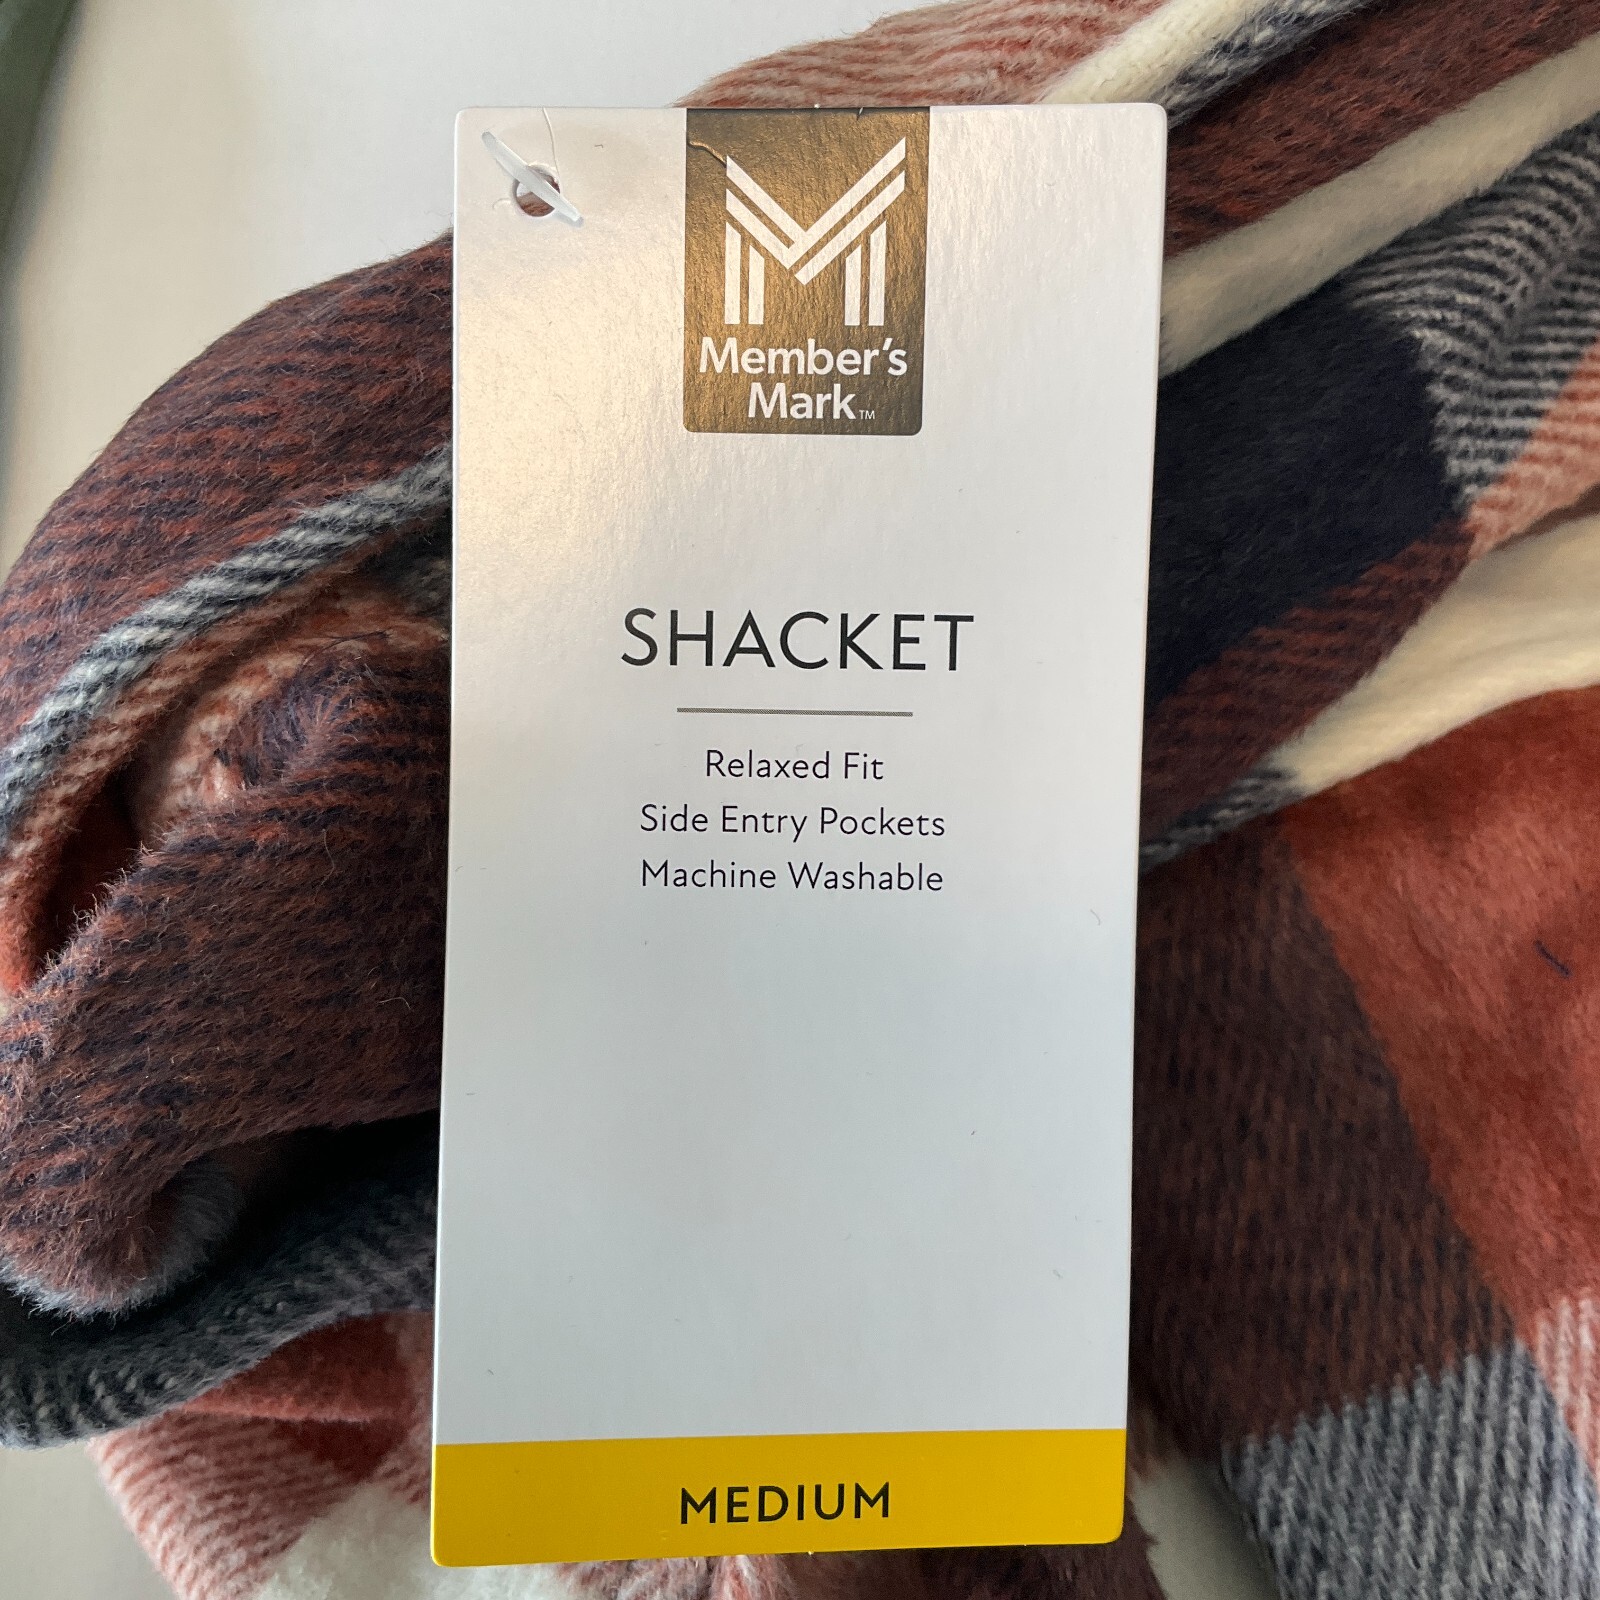 Member's
Mark™
SHACKET
Relaxed Fit
Side Entry Pockets
Machine Washable
MEDIUM